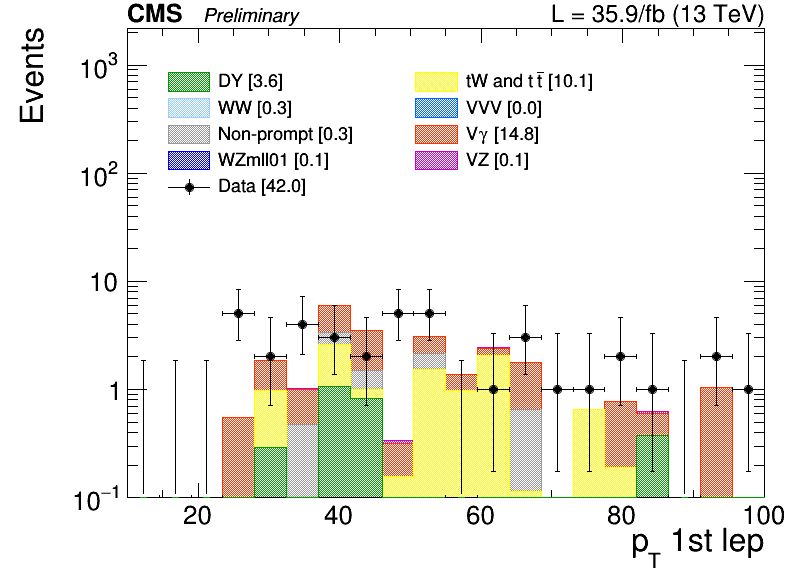 CMS Preliminary L = 35.9/fb (13 TeV)
Events
10³
10²
10
1
10⁻¹
DY [3.6]
WW [0.3]
Non-prompt [0.3]
WZmll01 [0.1]
Data [42.0]
tW and t t̅ [10.1]
VVV [0.0]
Vγ [14.8]
VZ [0.1]
20 40 60 80 100
p_T 1st lep